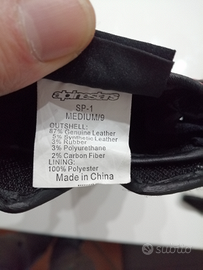 alpinestars
SP-1
MEDIUM/9
OUTSHELL:
87% Genuine Leather
5% Synthetic Leather
3% Rubber
3% Polyurethane
2% Carbon Fiber
LINING:
100% Polyester
Made in China
subito